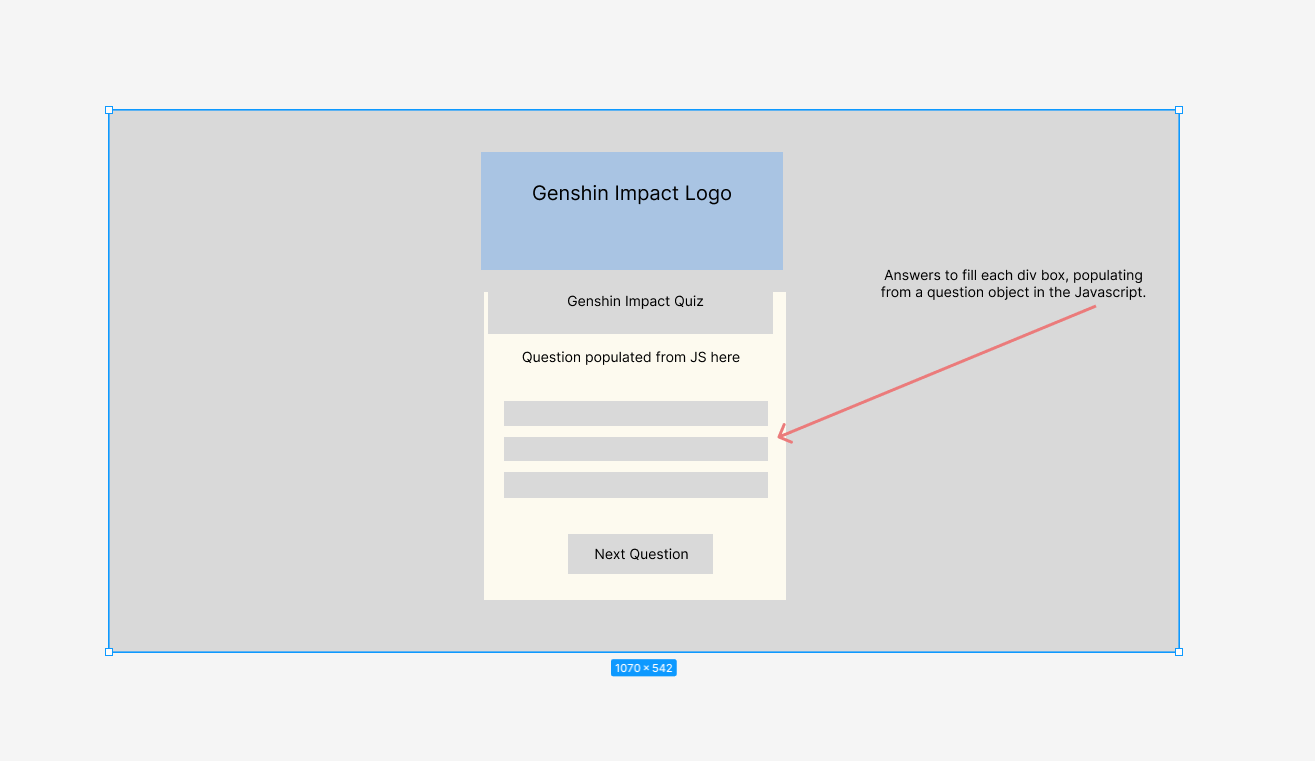 Genshin Impact Logo
Answers to fill each div box, populating
from a question object in the Javascript.
Genshin Impact Quiz
Question populated from JS here
Next Question
1070 × 542